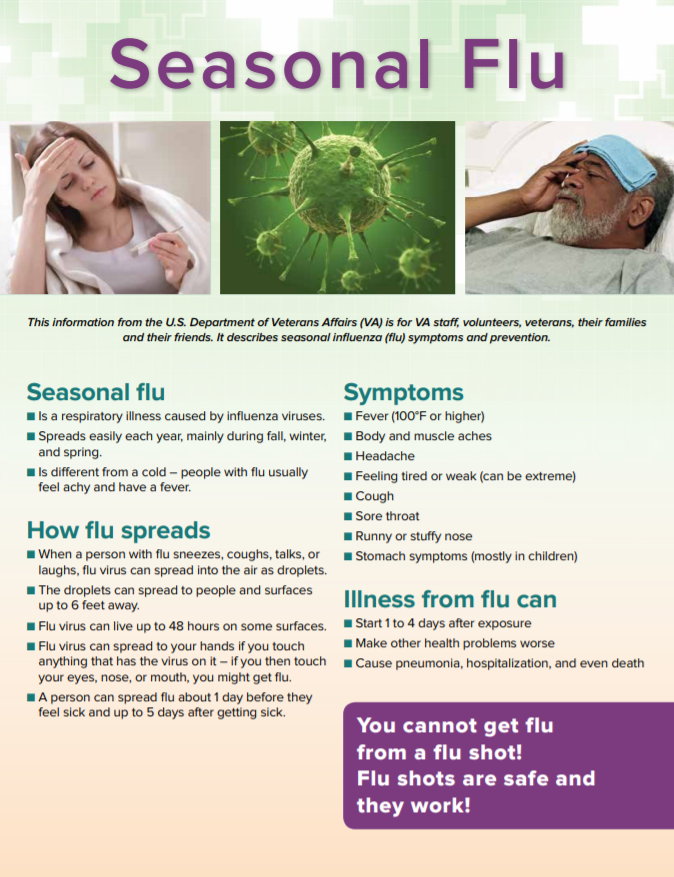 Seasonal Flu
This information from the U.S. Department of Veterans Affairs (VA) is for VA staff, volunteers, veterans, their families
and their friends. It describes seasonal influenza (flu) symptoms and prevention.
Seasonal flu
■ Is a respiratory illness caused by influenza viruses.
■ Spreads easily each year, mainly during fall, winter,
and spring.
■ Is different from a cold – people with flu usually
feel achy and have a fever.
How flu spreads
■ When a person with flu sneezes, coughs, talks, or
laughs, flu virus can spread into the air as droplets.
■ The droplets can spread to people and surfaces
up to 6 feet away.
■ Flu virus can live up to 48 hours on some surfaces.
■ Flu virus can spread to your hands if you touch
anything that has the virus on it – if you then touch
your eyes, nose, or mouth, you might get flu.
■ A person can spread flu about 1 day before they
feel sick and up to 5 days after getting sick.
Symptoms
■ Fever (100°F or higher)
■ Body and muscle aches
■ Headache
■ Feeling tired or weak (can be extreme)
■ Cough
■ Sore throat
■ Runny or stuffy nose
■ Stomach symptoms (mostly in children)
Illness from flu can
■ Start 1 to 4 days after exposure
■ Make other health problems worse
■ Cause pneumonia, hospitalization, and even death
You cannot get flu
from a flu shot!
Flu shots are safe and
they work!